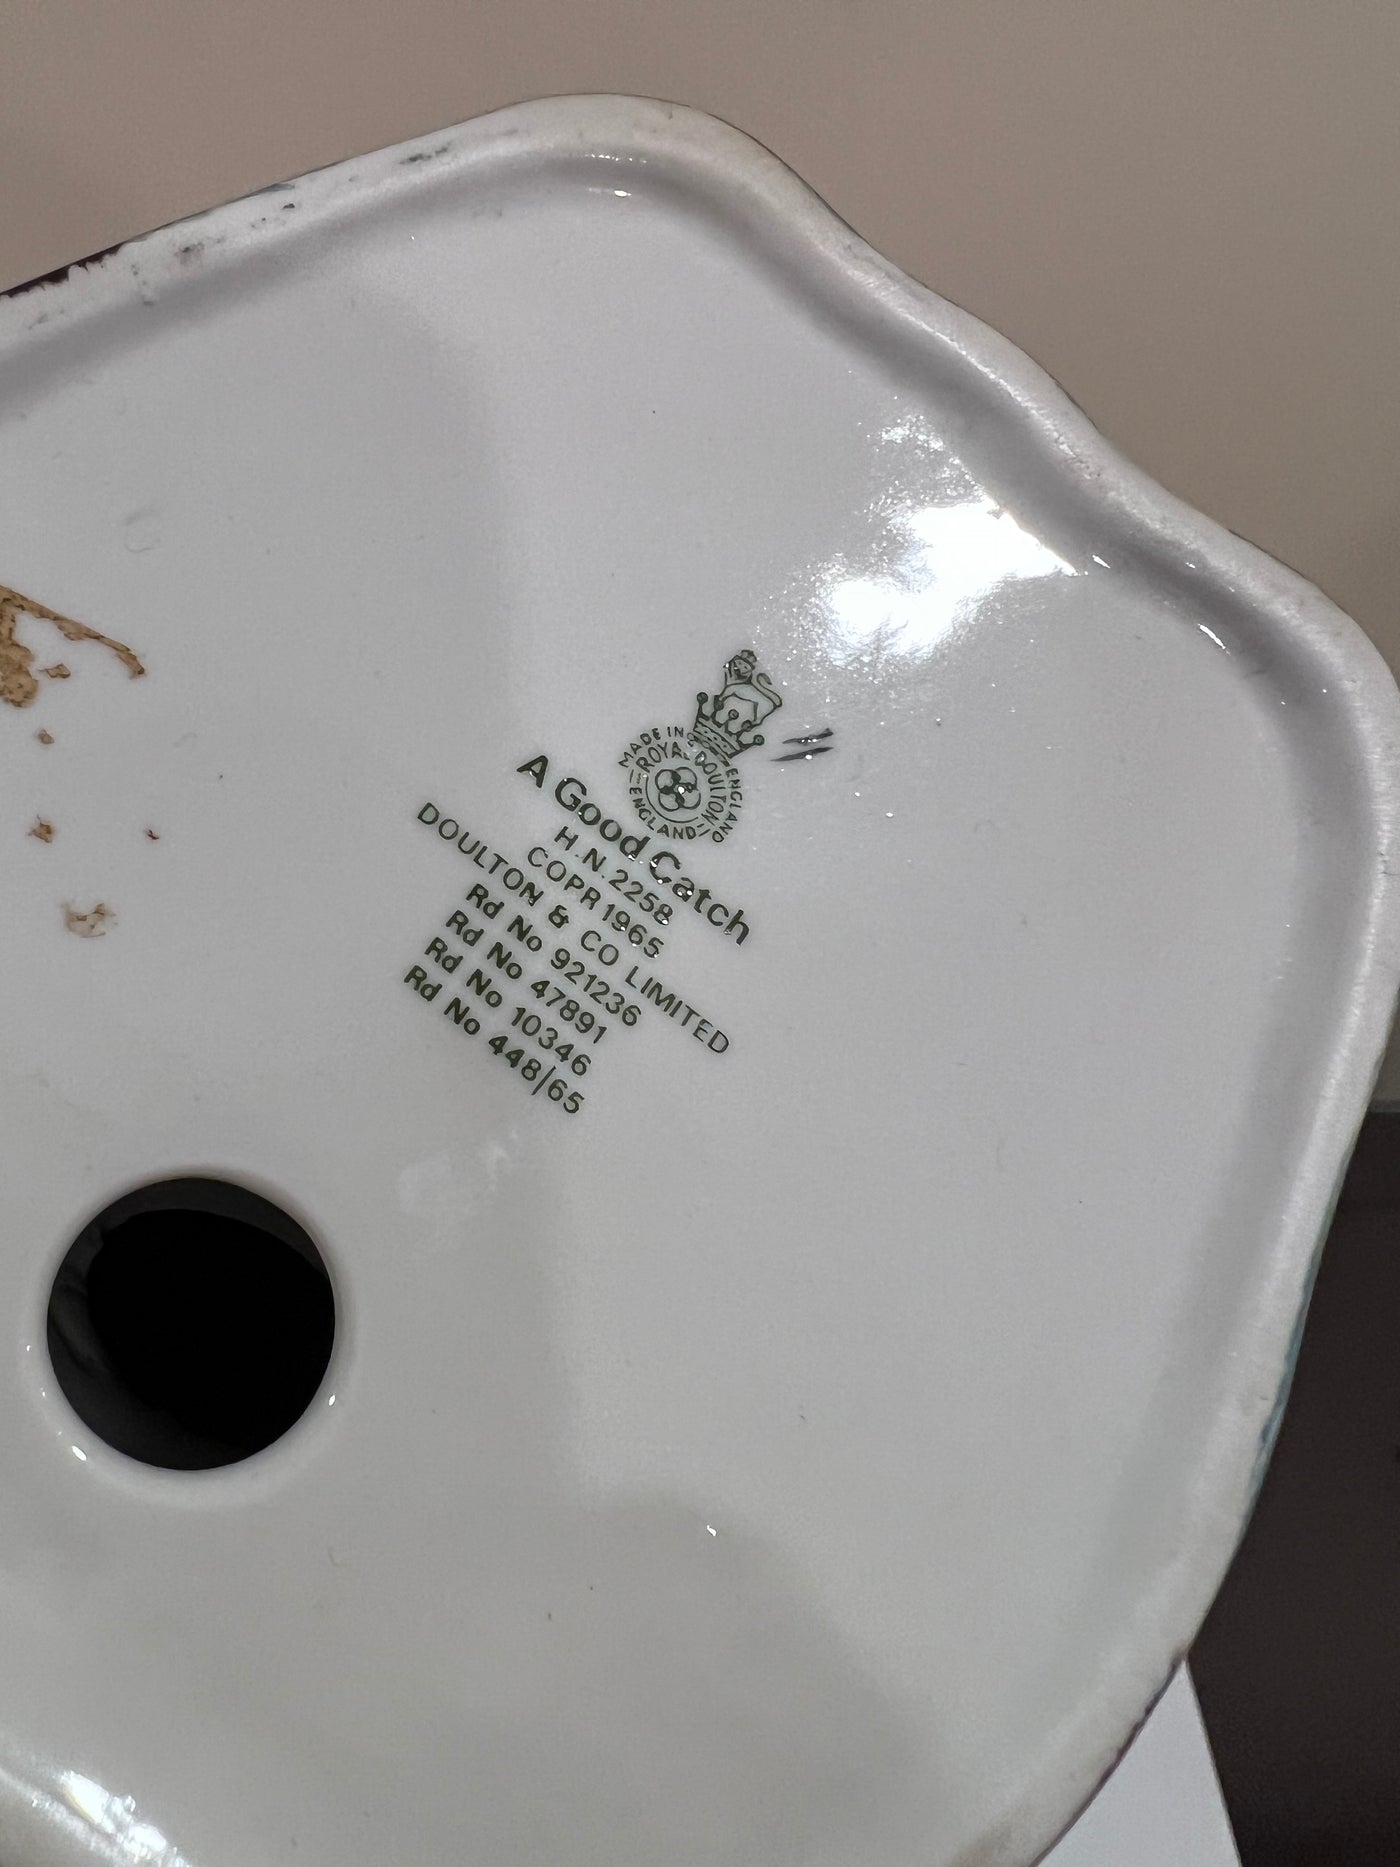 MADE IN ENGLAND
ROYAL DOULTON
ENGLAND
A Good Catch
H.N. 2258
COPR 1965
DOULTON & CO LIMITED
Rd No 921236
Rd No 47891
Rd No 10346
Rd No 448/65